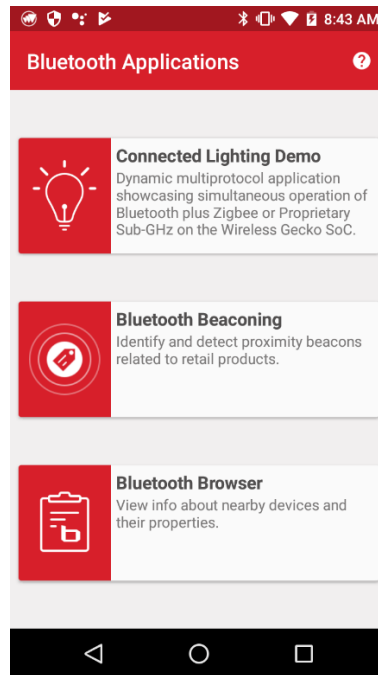 8:43 AM
Bluetooth Applications
Connected Lighting Demo
Dynamic multiprotocol application
showcasing simultaneous operation of
Bluetooth plus Zigbee or Proprietary
Sub-GHz on the Wireless Gecko SoC.
Bluetooth Beaconing
Identify and detect proximity beacons
related to retail products.
Bluetooth Browser
View info about nearby devices and
their properties.